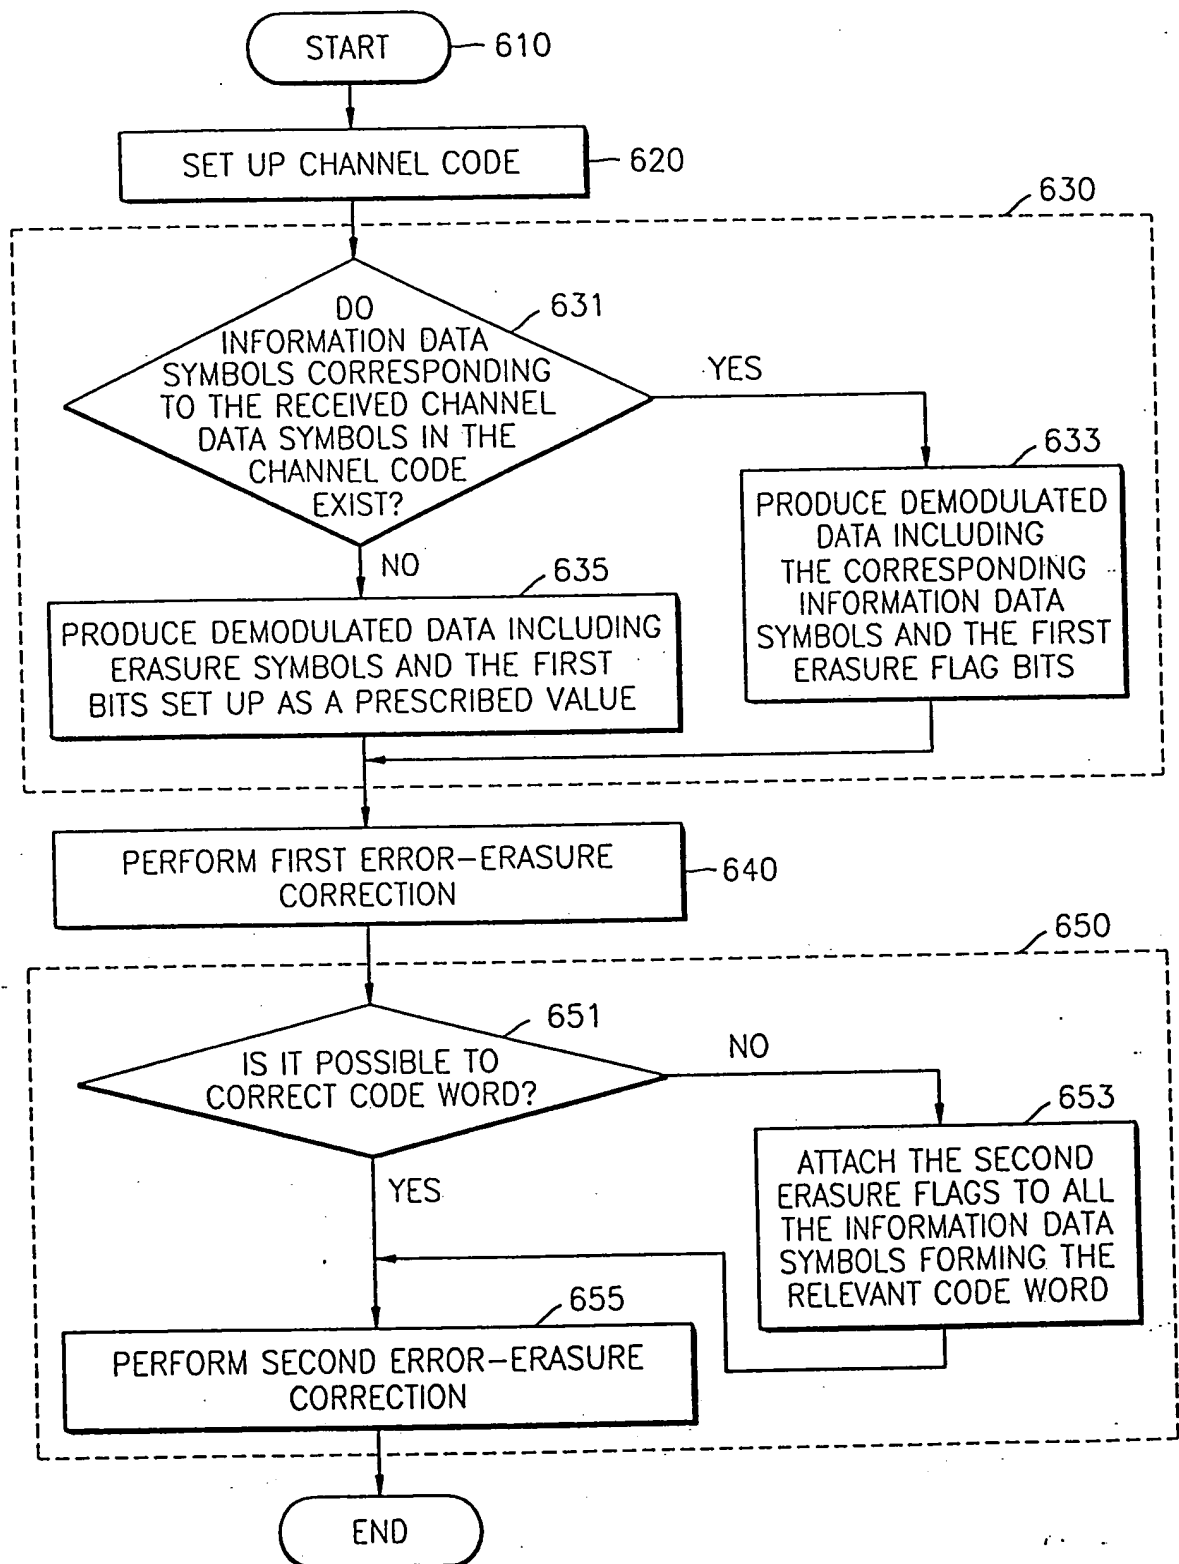 START
610
SET UP CHANNEL CODE
620
630
DO
INFORMATION DATA
SYMBOLS CORRESPONDING
TO THE RECEIVED CHANNEL
DATA SYMBOLS IN THE
CHANNEL CODE
EXIST?
631
YES
NO
633
PRODUCE DEMODULATED
DATA INCLUDING
THE CORRESPONDING
INFORMATION DATA
SYMBOLS AND THE FIRST
ERASURE FLAG BITS
635
PRODUCE DEMODULATED DATA INCLUDING
ERASURE SYMBOLS AND THE FIRST
BITS SET UP AS A PRESCRIBED VALUE
PERFORM FIRST ERROR-ERASURE
CORRECTION
640
650
651
IS IT POSSIBLE TO
CORRECT CODE WORD?
NO
YES
653
ATTACH THE SECOND
ERASURE FLAGS TO ALL
THE INFORMATION DATA
SYMBOLS FORMING THE
RELEVANT CODE WORD
655
PERFORM SECOND ERROR-ERASURE
CORRECTION
END